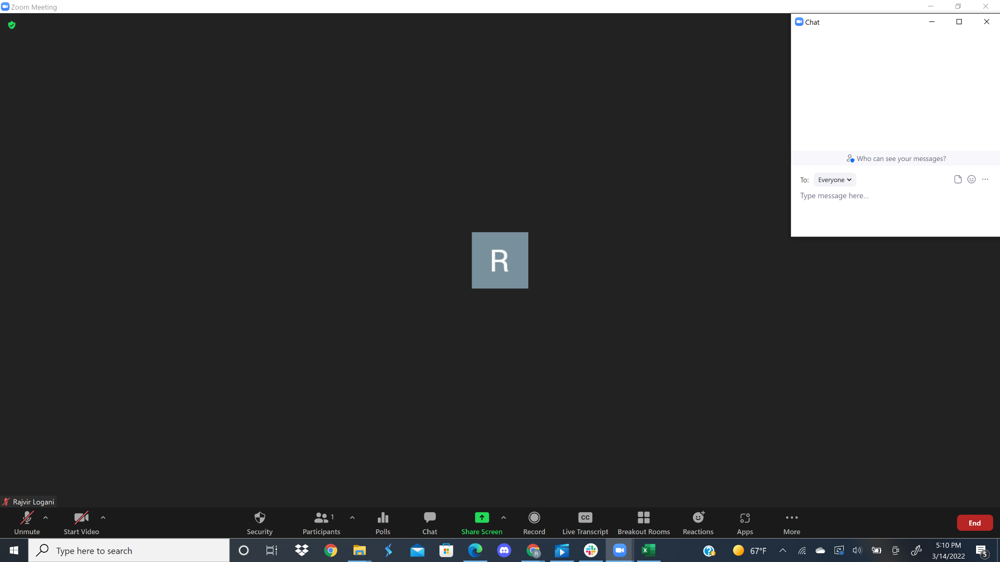 Zoom Meeting
Chat
Who can see your messages?
To: Everyone
Type message here...
R
Rajvir Logani
1
CC
Unmute
Start Video
Security
Participants
Polls
Chat
Share Screen
Record
Live Transcript
Breakout Rooms
Reactions
Apps
More
End
Type here to search
R
X
67°F
5:10 PM
3/14/2022
5